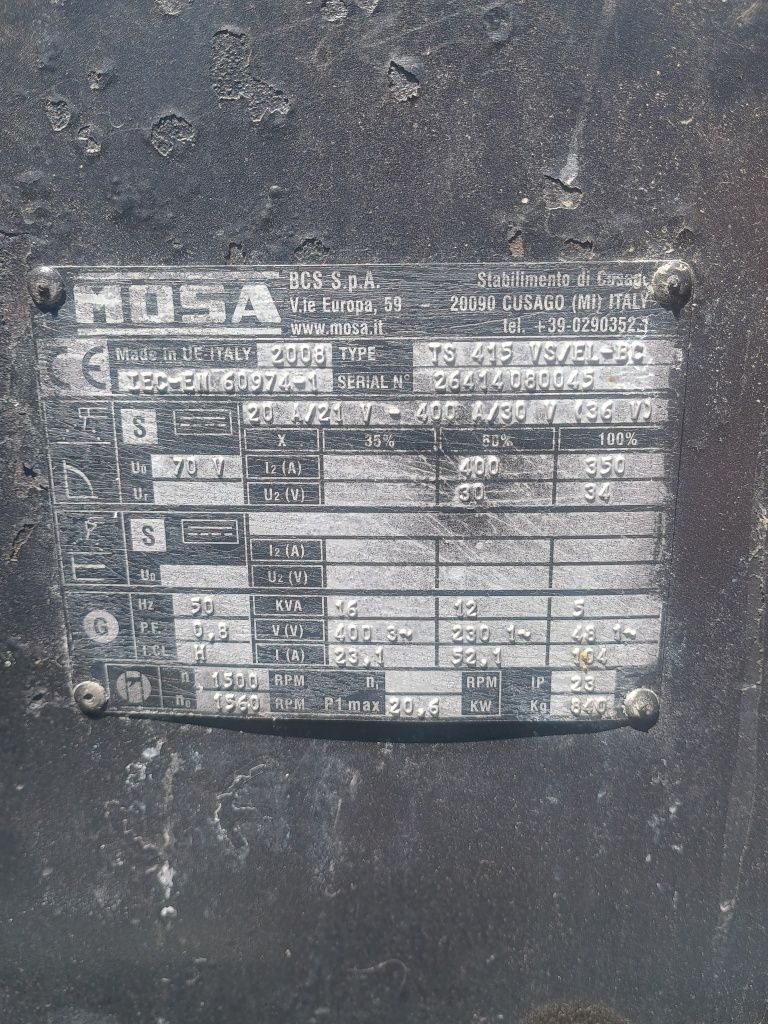 MOSA BCS S.p.A. Stabilimento di
V.le Europa, 59 - 20090 CUSAGO (MI) ITALY
www.mosa.it tel. +39-0290352.1
CE Made in UE-ITALY 2008 TYPE TS 415 VS/EL-BC
IEC-EN 60974-1 SERIAL N° 26414080045
S 20 A/21 V - 400 A/30 V (36 V)
X 35% 60% 100%
U₀ 70 V I₂ (A) 400 350
Uᵣ U₂ (V) 30 34
S
I₂ (A)
U₀ U₂ (V)
G Hz 50 KVA 16 12 5
P.F. 0,8 V (V) 400 3~ 230 1~ 48 1~
I.CL. H I (A) 23,1 52,1 104
n 1500 RPM n₁ RPM IP 23
n₀ 1560 RPM P1 max 20,6 KW Kg 840